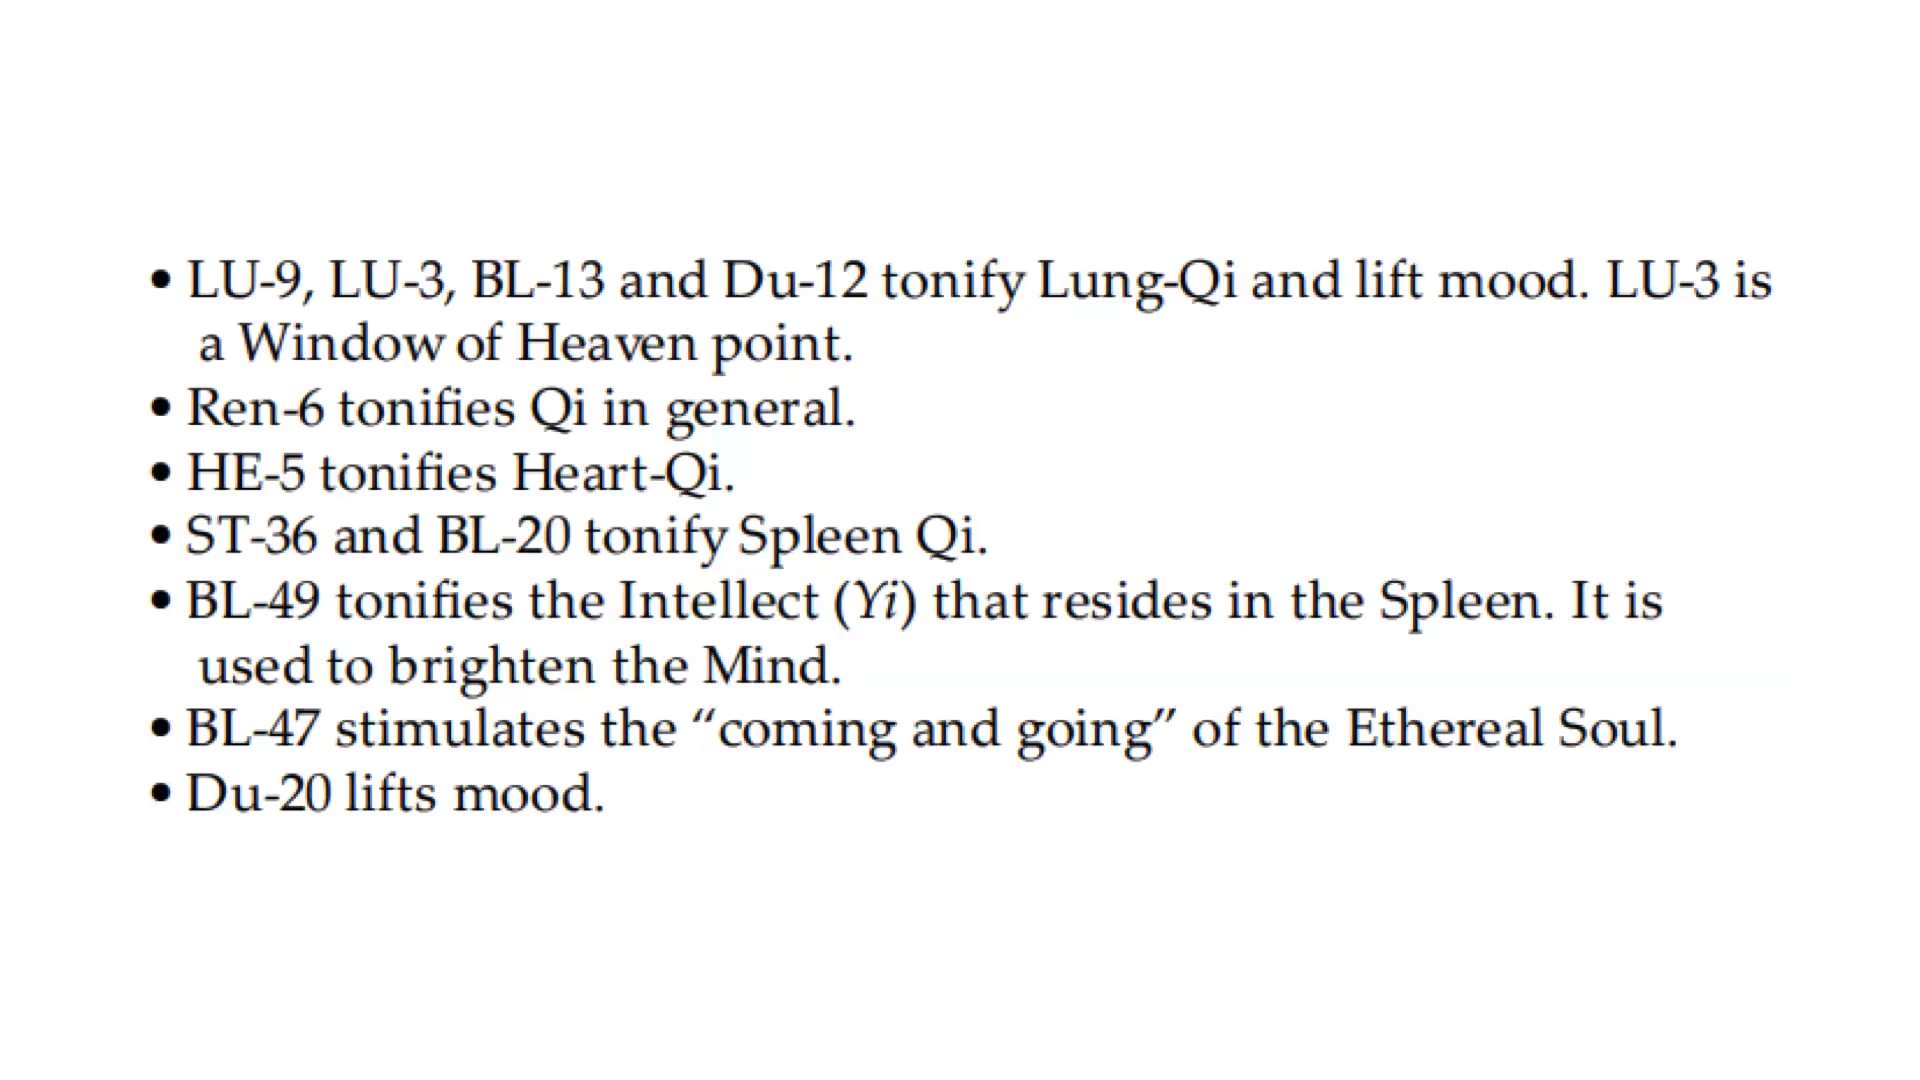 • LU-9, LU-3, BL-13 and Du-12 tonify Lung-Qi and lift mood. LU-3 is
a Window of Heaven point.
• Ren-6 tonifies Qi in general.
• HE-5 tonifies Heart-Qi.
• ST-36 and BL-20 tonify Spleen Qi.
• BL-49 tonifies the Intellect (Yi) that resides in the Spleen. It is
used to brighten the Mind.
• BL-47 stimulates the “coming and going” of the Ethereal Soul.
• Du-20 lifts mood.